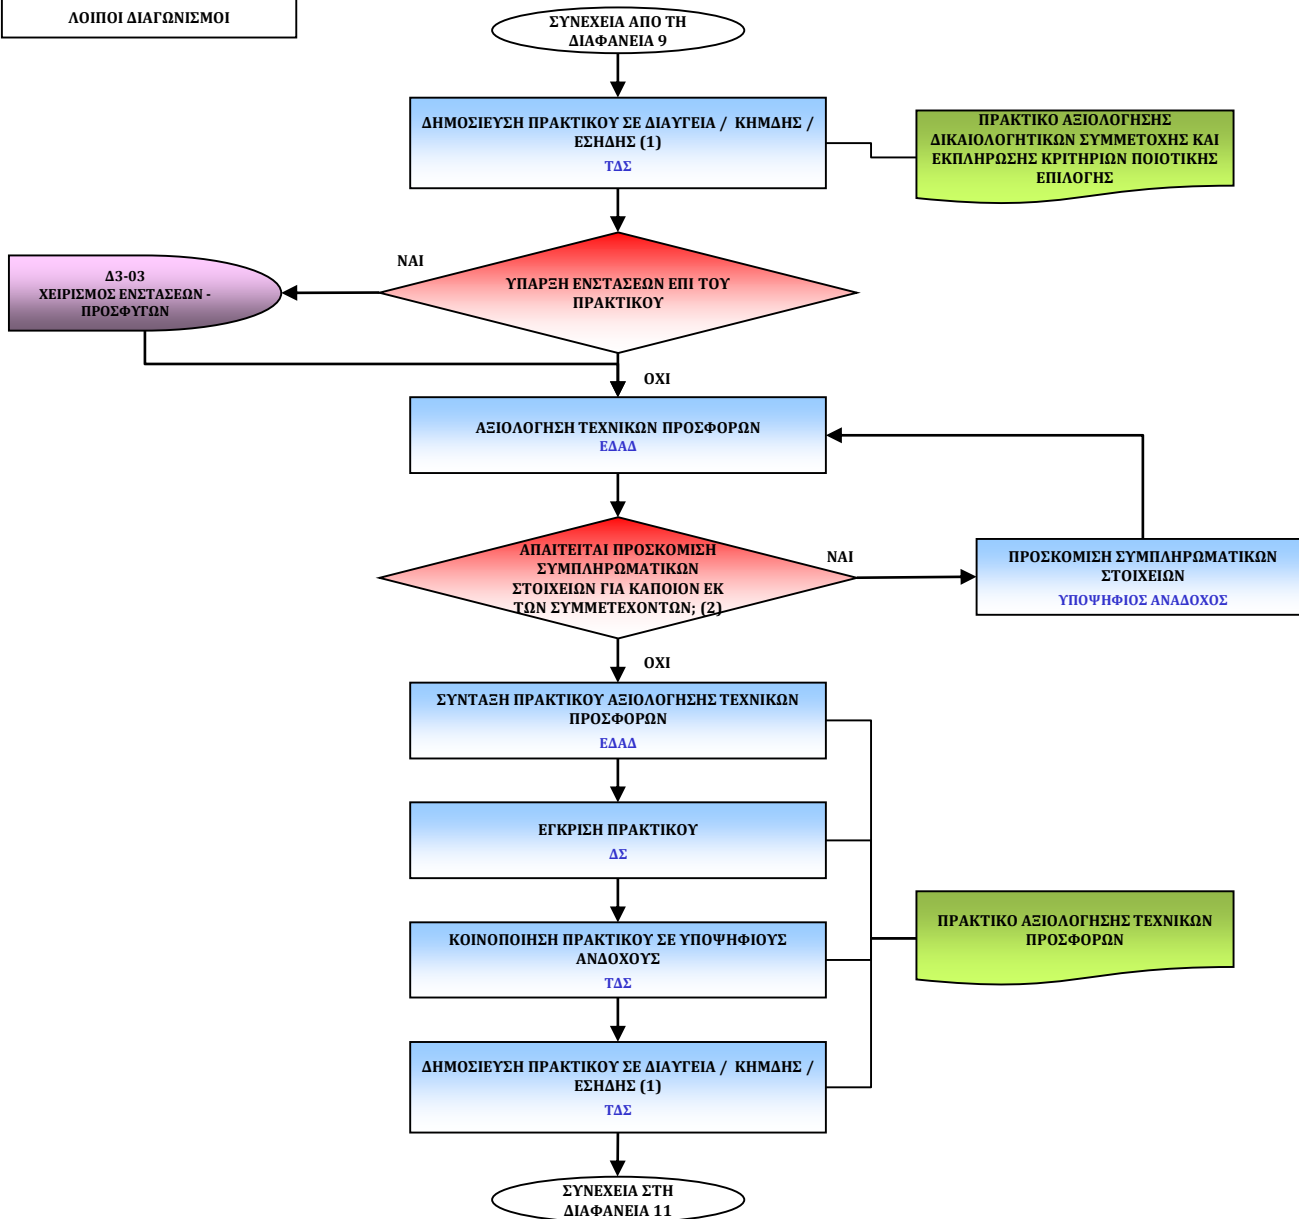 ΛΟΙΠΟΙ ΔΙΑΓΩΝΙΣΜΟΙ
ΣΥΝΕΧΕΙΑ ΑΠΟ ΤΗ
ΔΙΑΦΑΝΕΙΑ 9
ΔΗΜΟΣΙΕΥΣΗ ΠΡΑΚΤΙΚΟΥ ΣΕ ΔΙΑΥΓΕΙΑ / ΚΗΜΔΗΣ /
ΕΣΗΔΗΣ (1)
ΤΔΣ
ΠΡΑΚΤΙΚΟ ΑΞΙΟΛΟΓΗΣΗΣ
ΔΙΚΑΙΟΛΟΓΗΤΙΚΩΝ ΣΥΜΜΕΤΟΧΗΣ ΚΑΙ
ΕΚΠΛΗΡΩΣΗΣ ΚΡΙΤΗΡΙΩΝ ΠΟΙΟΤΙΚΗΣ
ΕΠΙΛΟΓΗΣ
ΝΑΙ
ΥΠΑΡΞΗ ΕΝΣΤΑΣΕΩΝ ΕΠΙ ΤΟΥ
ΠΡΑΚΤΙΚΟΥ
Δ3-03
ΧΕΙΡΙΣΜΟΣ ΕΝΣΤΑΣΕΩΝ -
ΠΡΟΣΦΥΓΩΝ
ΟΧΙ
ΑΞΙΟΛΟΓΗΣΗ ΤΕΧΝΙΚΩΝ ΠΡΟΣΦΟΡΩΝ
ΕΔΑΔ
ΑΠΑΙΤΕΙΤΑΙ ΠΡΟΣΚΟΜΙΣΗ
ΣΥΜΠΛΗΡΩΜΑΤΙΚΩΝ
ΣΤΟΙΧΕΙΩΝ ΓΙΑ ΚΑΠΟΙΟΝ ΕΚ
ΤΩΝ ΣΥΜΜΕΤΕΧΟΝΤΩΝ; (2)
ΝΑΙ
ΠΡΟΣΚΟΜΙΣΗ ΣΥΜΠΛΗΡΩΜΑΤΙΚΩΝ
ΣΤΟΙΧΕΙΩΝ
ΥΠΟΨΗΦΙΟΣ ΑΝΑΔΟΧΟΣ
ΟΧΙ
ΣΥΝΤΑΞΗ ΠΡΑΚΤΙΚΟΥ ΑΞΙΟΛΟΓΗΣΗΣ ΤΕΧΝΙΚΩΝ
ΠΡΟΣΦΟΡΩΝ
ΕΔΑΔ
ΕΓΚΡΙΣΗ ΠΡΑΚΤΙΚΟΥ
ΔΣ
ΚΟΙΝΟΠΟΙΗΣΗ ΠΡΑΚΤΙΚΟΥ ΣΕ ΥΠΟΨΗΦΙΟΥΣ
ΑΝΔΟΧΟΥΣ
ΤΔΣ
ΠΡΑΚΤΙΚΟ ΑΞΙΟΛΟΓΗΣΗΣ ΤΕΧΝΙΚΩΝ
ΠΡΟΣΦΟΡΩΝ
ΔΗΜΟΣΙΕΥΣΗ ΠΡΑΚΤΙΚΟΥ ΣΕ ΔΙΑΥΓΕΙΑ / ΚΗΜΔΗΣ /
ΕΣΗΔΗΣ (1)
ΤΔΣ
ΣΥΝΕΧΕΙΑ ΣΤΗ
ΔΙΑΦΑΝΕΙΑ 11